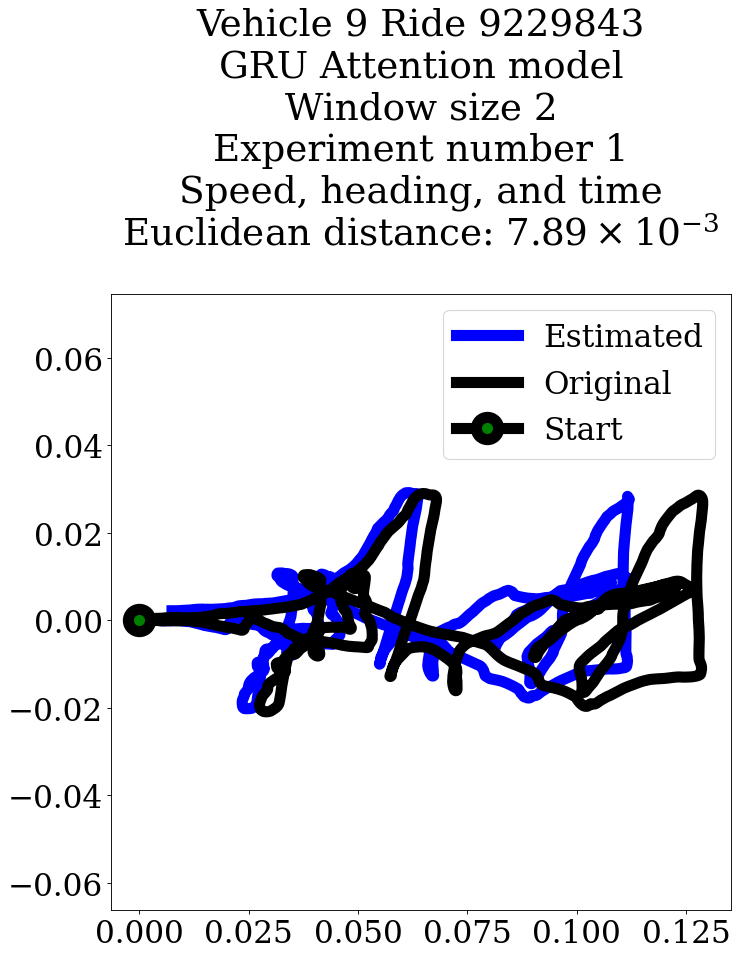 Vehicle 9 Ride 9229843
GRU Attention model
Window size 2
Experiment number 1
Speed, heading, and time
Euclidean distance: 7.89 × 10⁻³
Estimated
Original
Start
0.06
0.04
0.02
0.00
−0.02
−0.04
−0.06
0.000 0.025 0.050 0.075 0.100 0.125